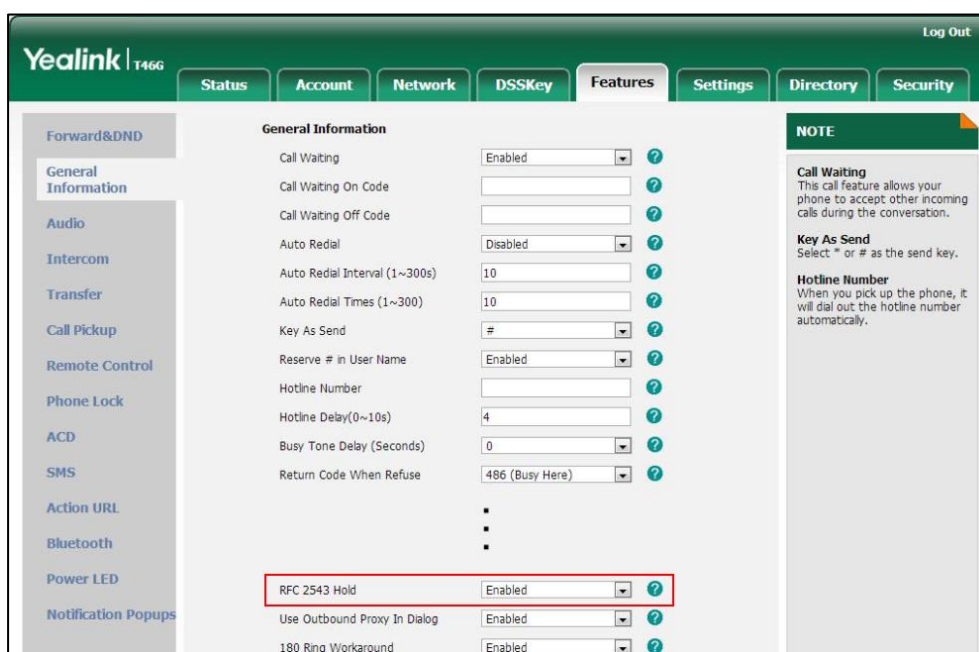 Log Out
Yealink T46G
Status Account Network DSSKey Features Settings Directory Security
Forward&DND
General
Information
Audio
Intercom
Transfer
Call Pickup
Remote Control
Phone Lock
ACD
SMS
Action URL
Bluetooth
Power LED
Notification Popups
General Information
Call Waiting Enabled ?
Call Waiting On Code ?
Call Waiting Off Code ?
Auto Redial Disabled ?
Auto Redial Interval (1~300s) 10 ?
Auto Redial Times (1~300) 10 ?
Key As Send # ?
Reserve # in User Name Enabled ?
Hotline Number ?
Hotline Delay(0~10s) 4 ?
Busy Tone Delay (Seconds) 0 ?
Return Code When Refuse 486 (Busy Here) ?
RFC 2543 Hold Enabled ?
Use Outbound Proxy In Dialog Enabled ?
180 Ring Workaround Enabled ?
NOTE
Call Waiting
This call feature allows your
phone to accept other incoming
calls during the conversation.
Key As Send
Select * or # as the send key.
Hotline Number
When you pick up the phone, it
will dial out the hotline number
automatically.